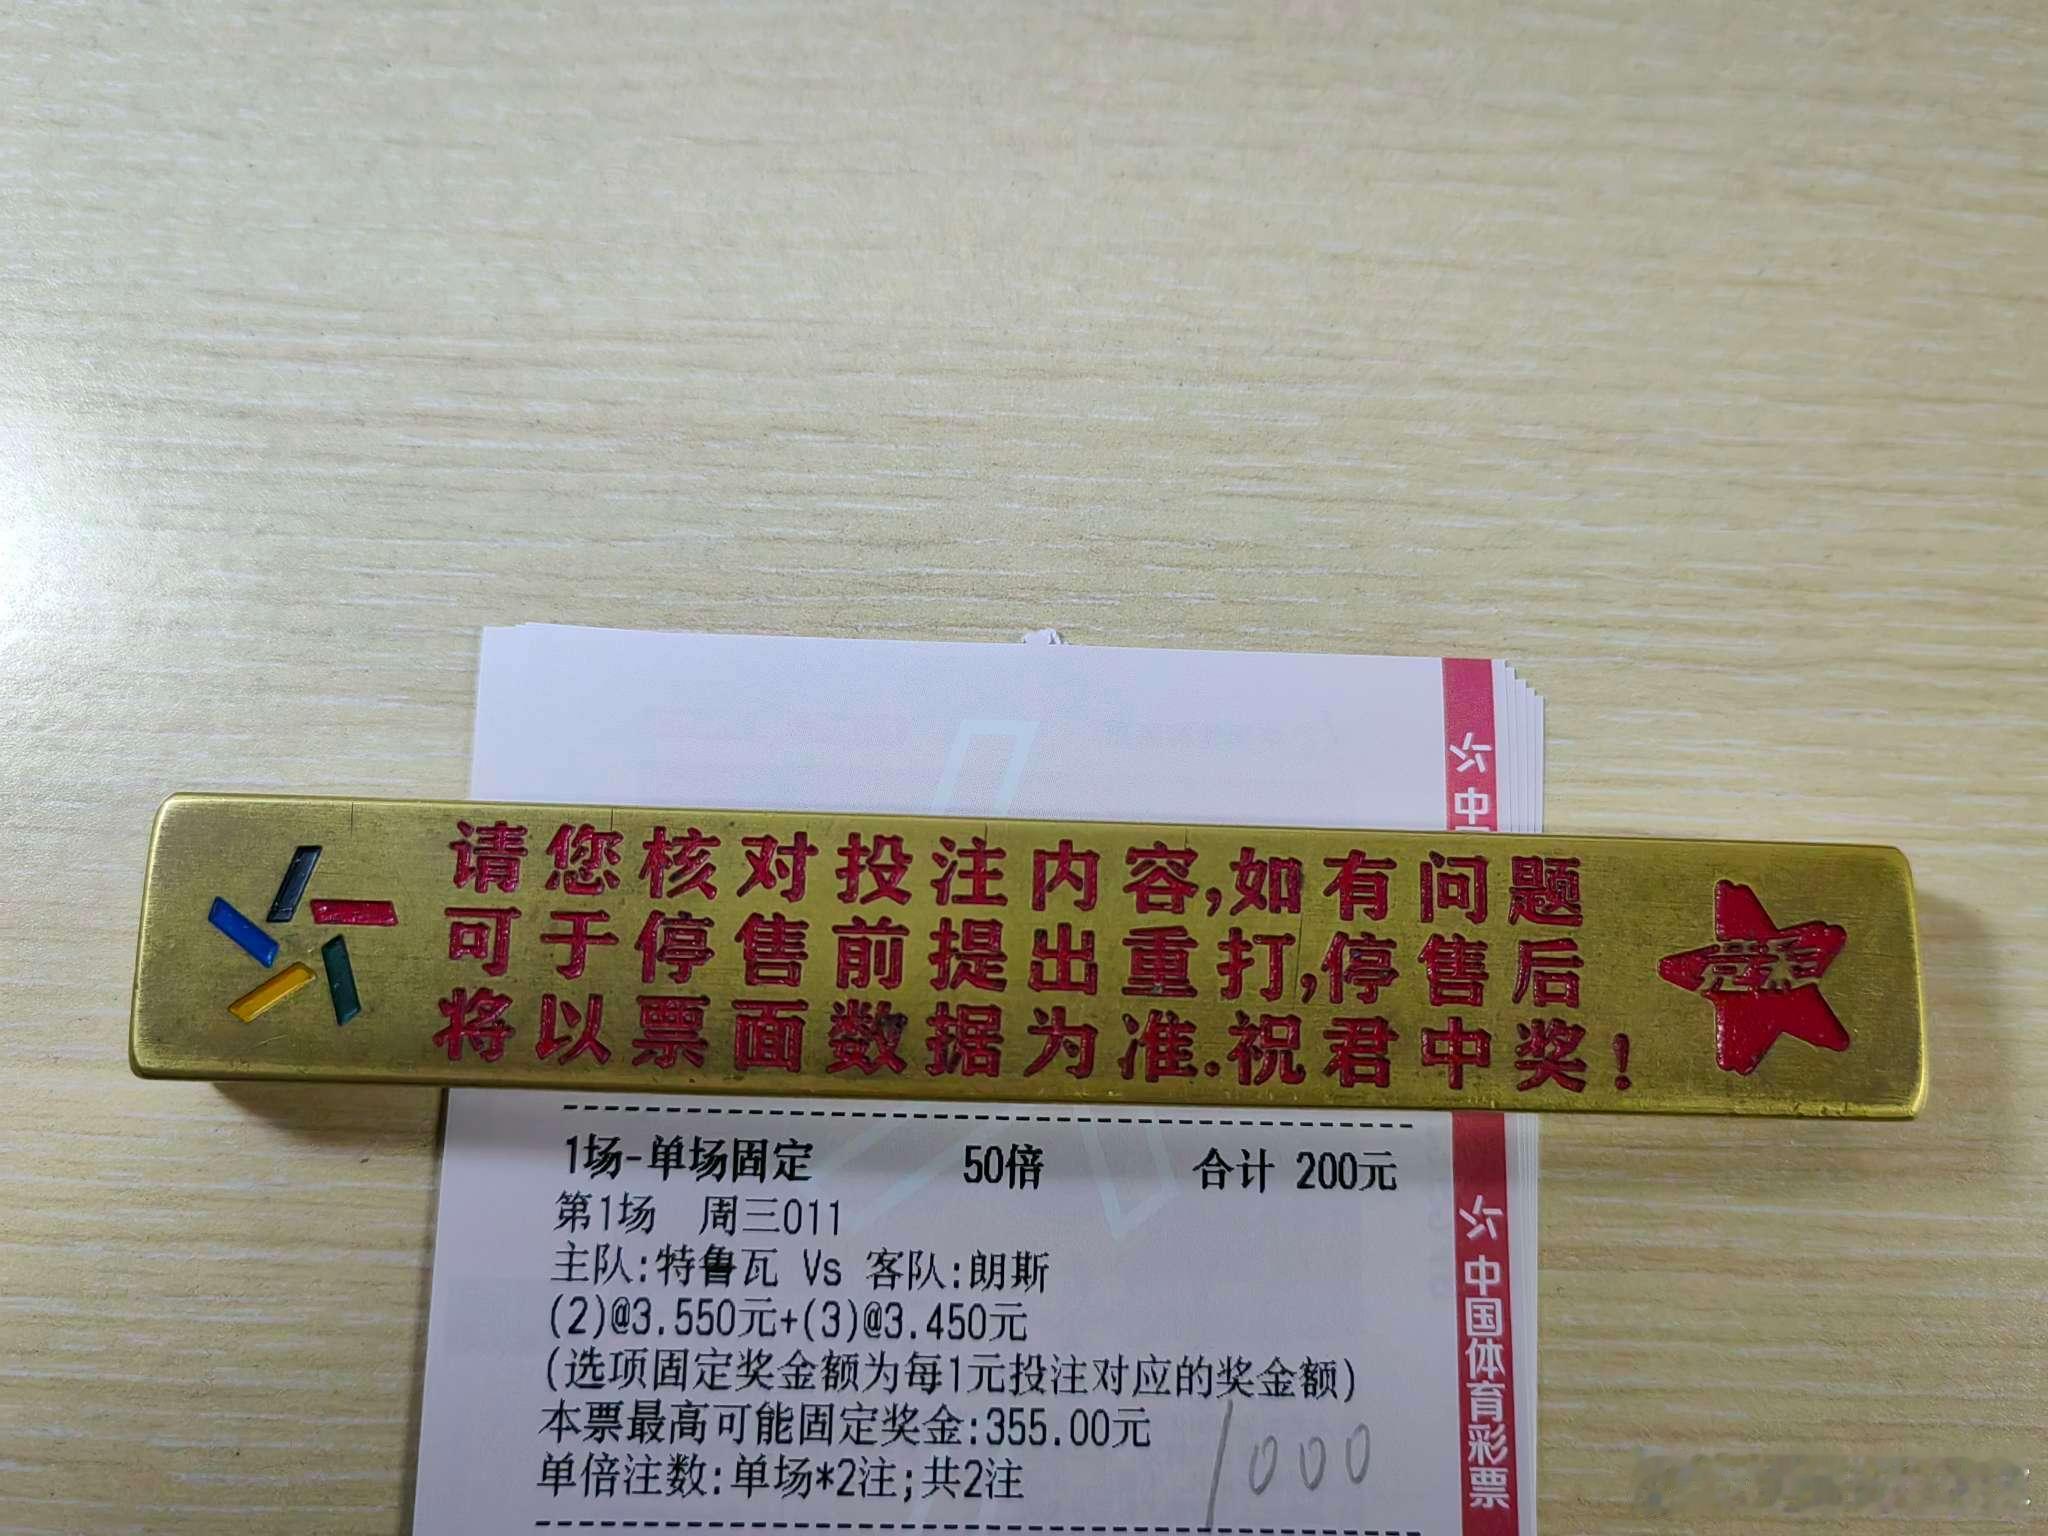 中
请您核对投注内容,如有问题
可于停售前提出重打,停售后
将以票面数据为准.祝君中奖!
1场-单场固定 50倍 合计 200元
第1场 周三011
主队:特鲁瓦 Vs 客队:朗斯
(2)@3.550元+(3)@3.450元
(选项固定奖金额为每1元投注对应的奖金额)
本票最高可能固定奖金:355.00元
单倍注数:单场*2注;共2注
1000
中国体育彩票